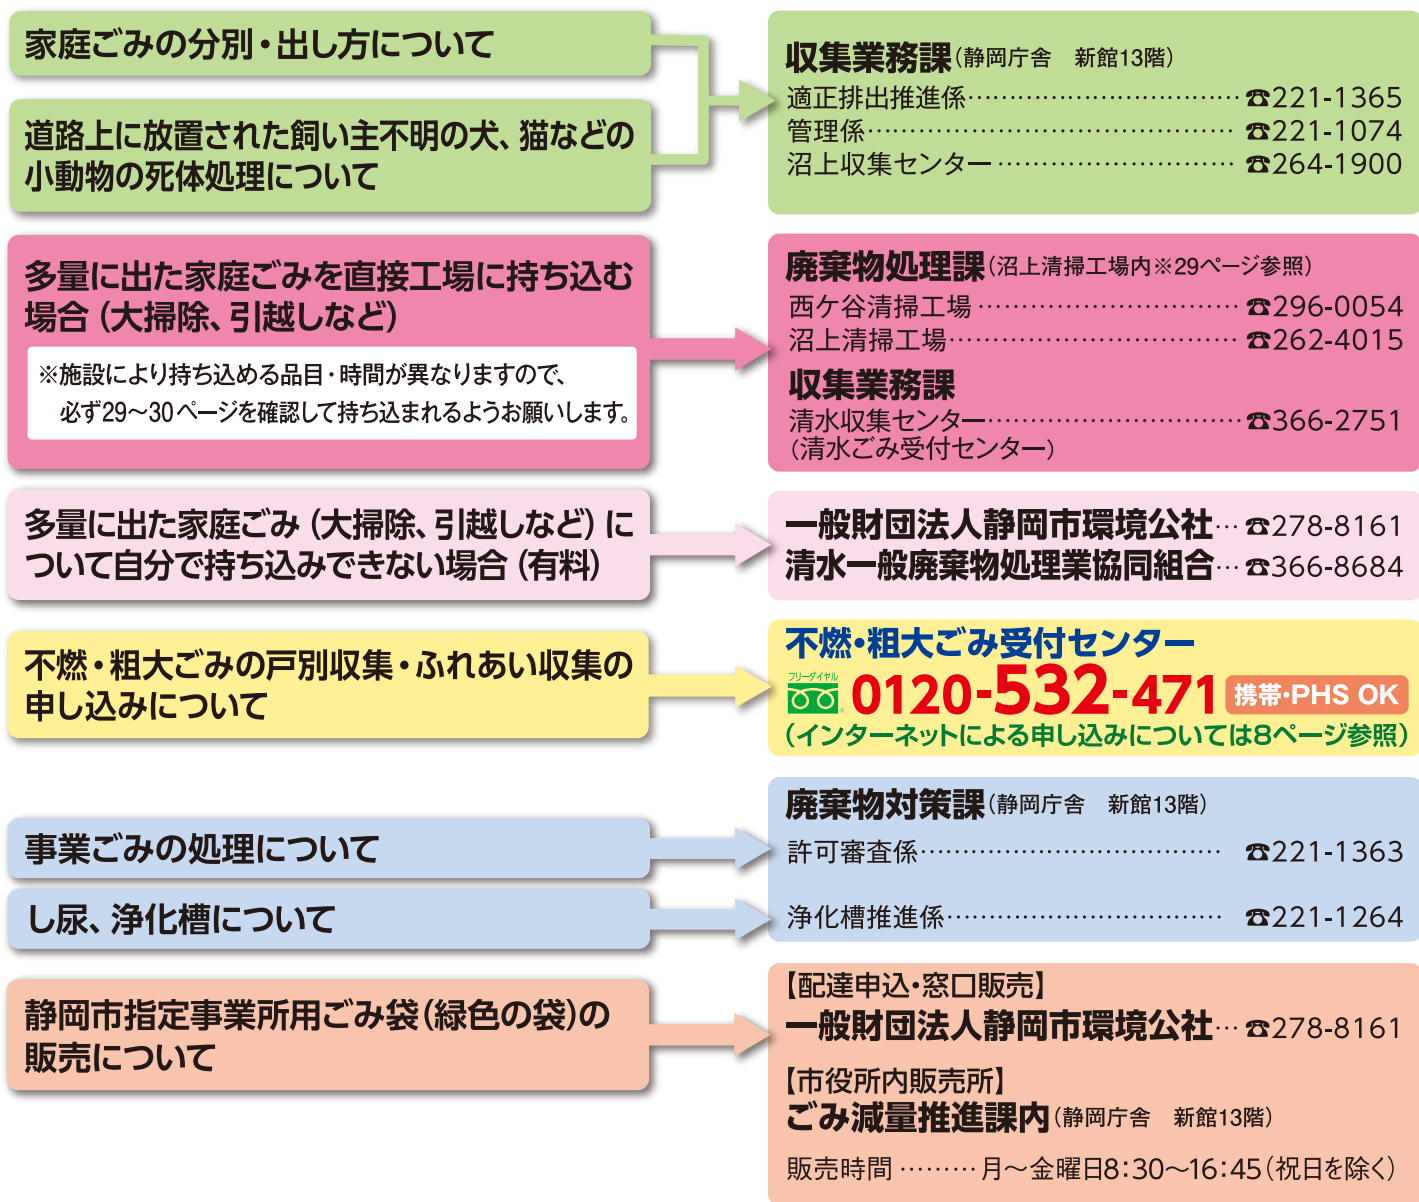 家庭ごみの分別・出し方について
道路上に放置された飼い主不明の犬、猫などの
小動物の死体処理について
収集業務課(静岡庁舎　新館13階)
適正排出推進係…………………………… ☎221-1365
管理係……………………………………… ☎221-1074
沼上収集センター………………………… ☎264-1900
多量に出た家庭ごみを直接工場に持ち込む
場合(大掃除、引越しなど)
※施設により持ち込める品目・時間が異なりますので、
必ず29～30ページを確認して持ち込まれるようお願いします。
廃棄物処理課(沼上清掃工場内※29ページ参照)
西ケ谷清掃工場…………………………… ☎296-0054
沼上清掃工場……………………………… ☎262-4015
収集業務課
清水収集センター…………………………☎366-2751
(清水ごみ受付センター)
多量に出た家庭ごみ(大掃除、引越しなど)に
ついて自分で持ち込みできない場合(有料)
一般財団法人静岡市環境公社… ☎278-8161
清水一般廃棄物処理業協同組合… ☎366-8684
不燃・粗大ごみの戸別収集・ふれあい収集の
申し込みについて
不燃・粗大ごみ受付センター
フリーダイヤル 0120-532-471 携帯・PHS OK
(インターネットによる申し込みについては8ページ参照)
事業ごみの処理について
し尿、浄化槽について
廃棄物対策課(静岡庁舎　新館13階)
許可審査係……………………………… ☎221-1363
浄化槽推進係…………………………… ☎221-1264
静岡市指定事業所用ごみ袋(緑色の袋)の
販売について
【配達申込・窓口販売】
一般財団法人静岡市環境公社… ☎278-8161
【市役所内販売所】
ごみ減量推進課内(静岡庁舎　新館13階)
販売時間………月～金曜日8：30～16：45(祝日を除く)